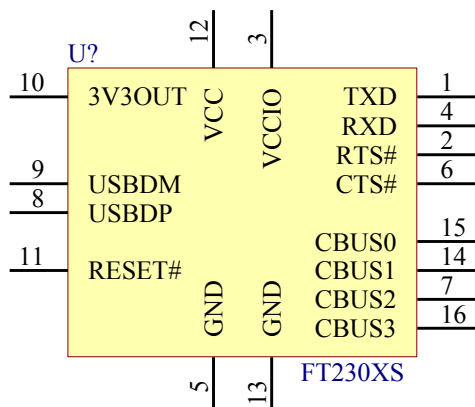 12
3
U?
10
3V3OUT
VCC
VCCIO
TXD
1
RXD
4
RTS#
2
9
USBDM
CTS#
6
8
USBDP
CBUS0
15
11
RESET#
CBUS1
14
GND
GND
CBUS2
7
CBUS3
16
5
13
FT230XS